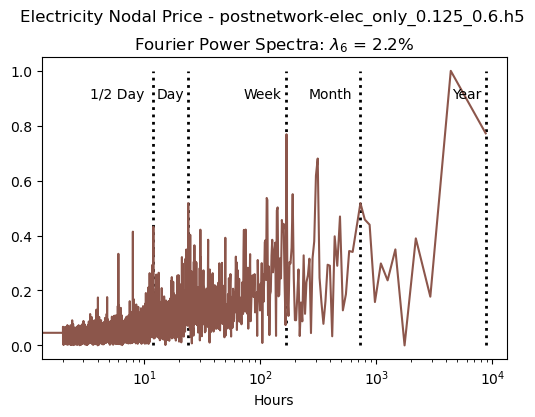 Electricity Nodal Price - postnetwork-elec_only_0.125_0.6.h5
Fourier Power Spectra: λ₆ = 2.2%
1/2 Day Day Week Month Year
1.0
0.8
0.6
0.4
0.2
0.0
10¹ 10² 10³ 10⁴
Hours